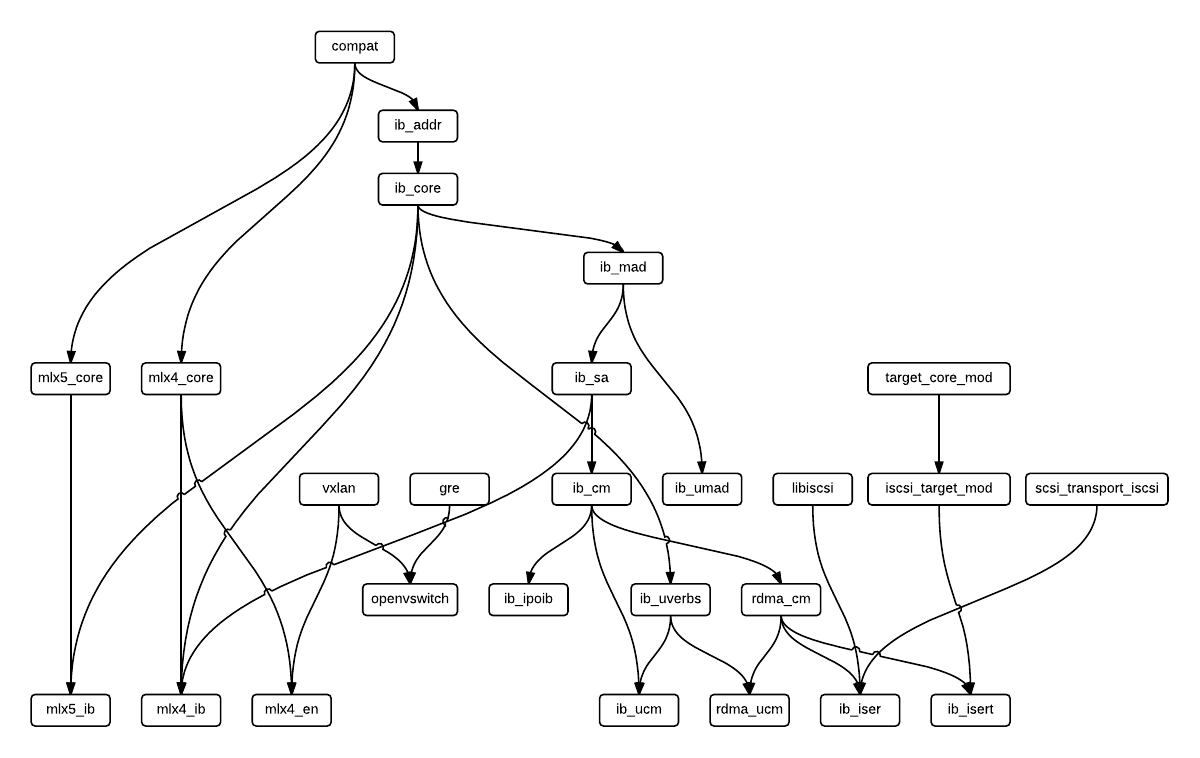 compat
ib_addr
ib_core
ib_mad
mlx5_core
mlx4_core
ib_sa
target_core_mod
vxlan
gre
ib_cm
ib_umad
libiscsi
iscsi_target_mod
scsi_transport_iscsi
openvswitch
ib_ipoib
ib_uverbs
rdma_cm
mlx5_ib
mlx4_ib
mlx4_en
ib_ucm
rdma_ucm
ib_iser
ib_isert